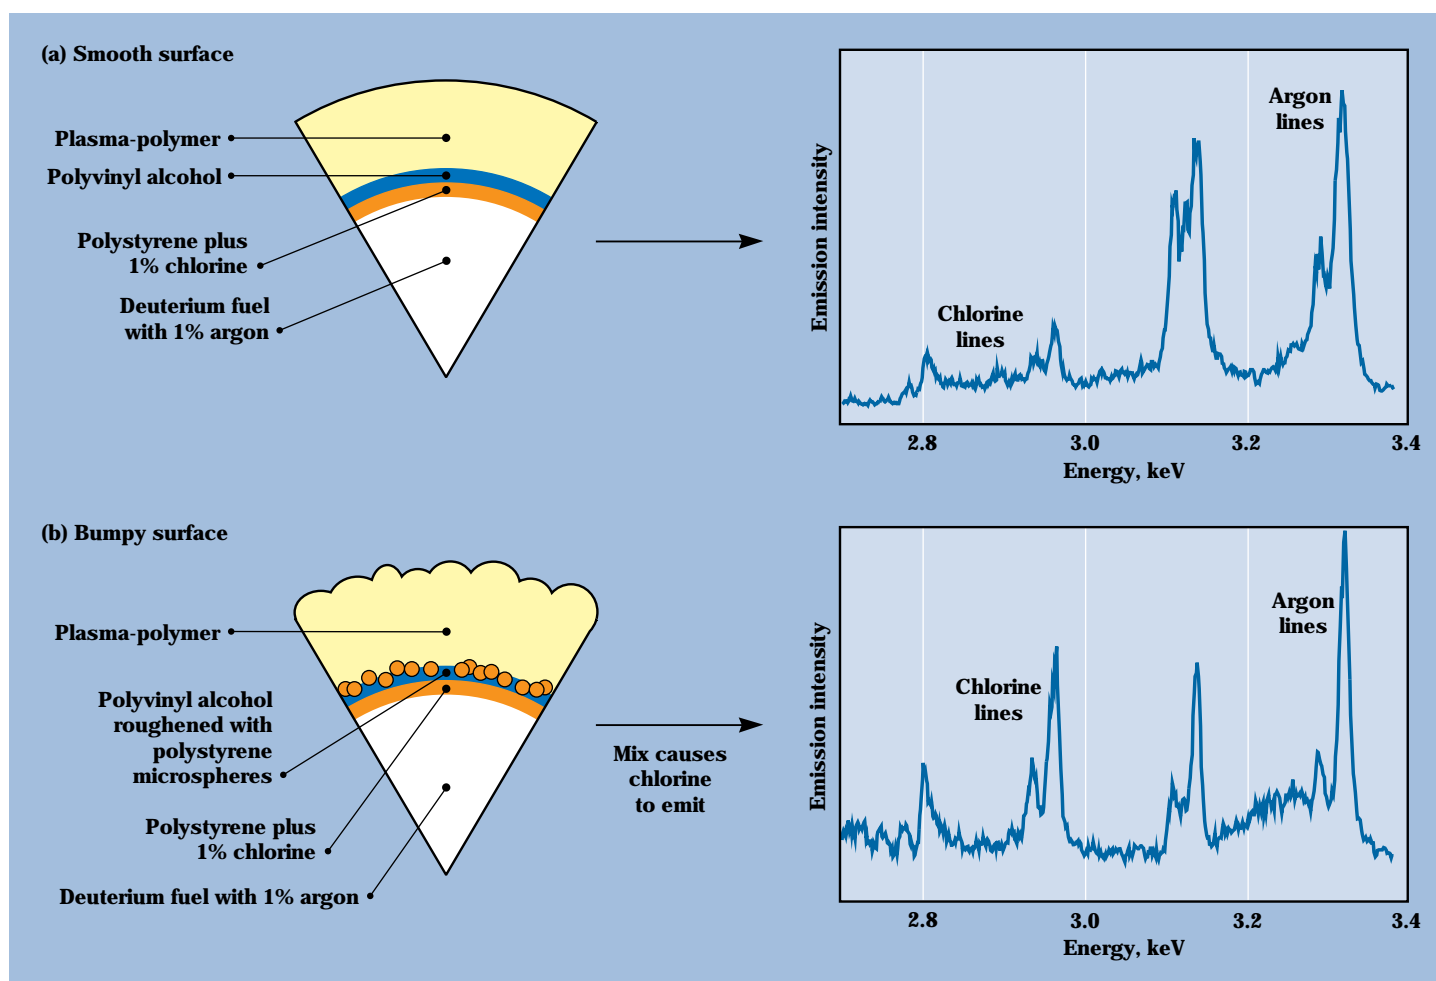 (a) Smooth surface
Plasma-polymer
Polyvinyl alcohol
Polystyrene plus
1% chlorine
Deuterium fuel
with 1% argon
Emission intensity
Chlorine
lines
Argon
lines
2.8
3.0
3.2
3.4
Energy, keV
(b) Bumpy surface
Plasma-polymer
Polyvinyl alcohol
roughened with
polystyrene
microspheres
Polystyrene plus
1% chlorine
Deuterium fuel with 1% argon
Mix causes
chlorine
to emit
Emission intensity
Chlorine
lines
Argon
lines
2.8
3.0
3.2
3.4
Energy, keV